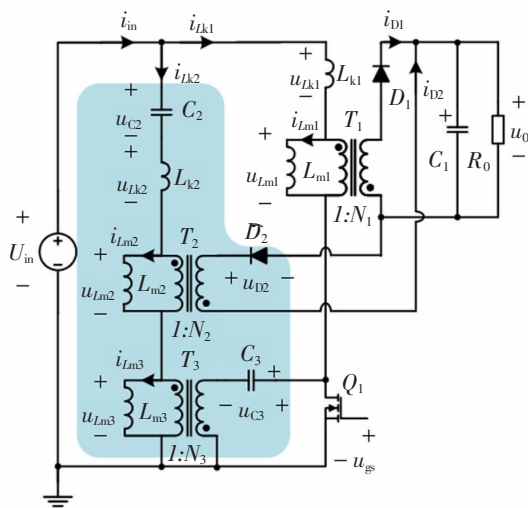 i_in
i_Lk1
i_D1
+
i_Lk2
+
u_Lk1
−
L_k1
D_1
i_D2
+
u_C2
−
C_2
+
u_Lk2
−
L_k2
+
i_Lm1
T_1
u_Lm1
−
L_m1
1:N_1
+
C_1
R_0
+
u_0
−
+
U_in
−
+
i_Lm2
T_2
D_2
u_Lm2
−
L_m2
+ u_D2 −
1:N_2
+
i_Lm3
T_3
C_3
+
u_Lm3
−
L_m3
− u_C3 +
1:N_3
Q_1
+
− u_gs